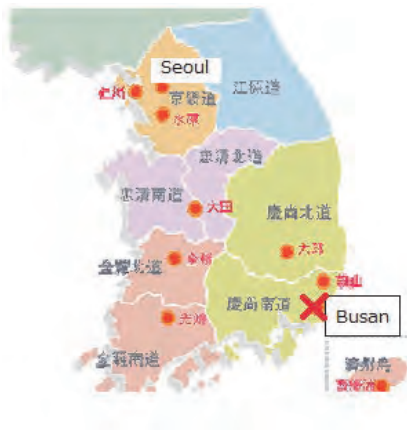 Seoul
江原道
仁川
京畿道
水原
忠清北道
忠清南道
大田
慶尚北道
大邱
全羅北道
全州
蔚山
慶尚南道
Busan
光州
全羅南道
済州島